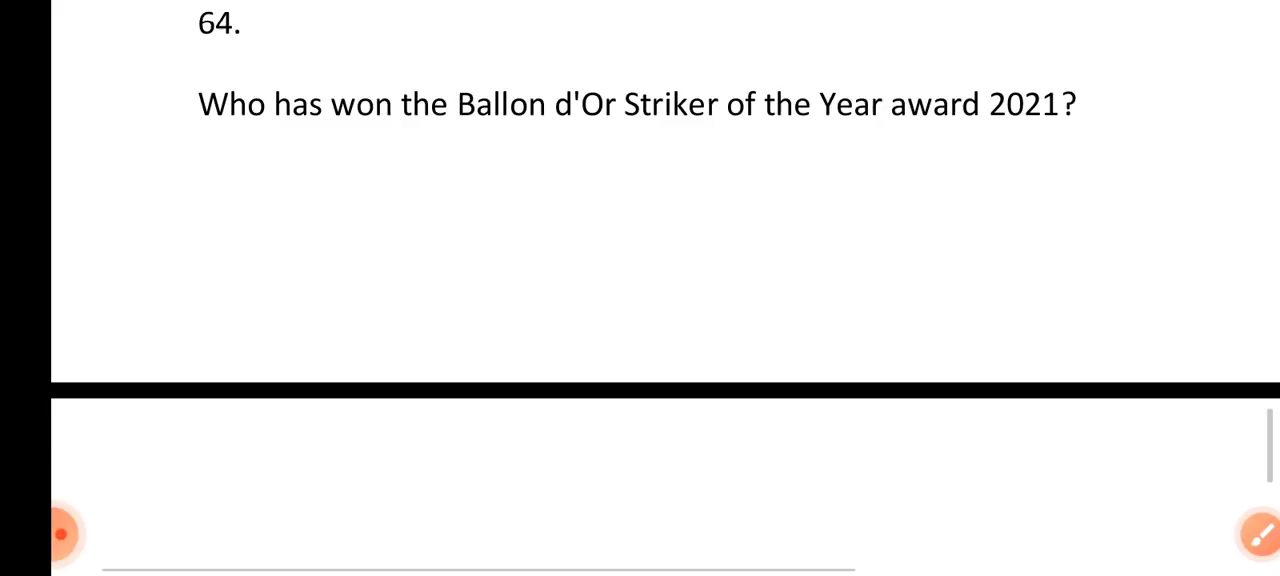 64.
Who has won the Ballon d'Or Striker of the Year award 2021?